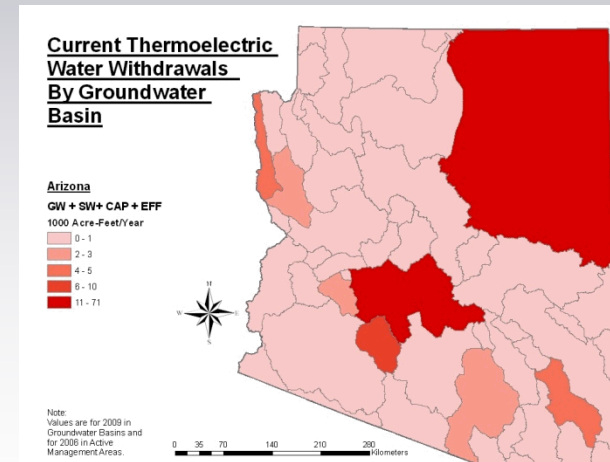 Current Thermoelectric
Water Withdrawals
By Groundwater
Basin
Arizona
GW + SW+ CAP + EFF
1000 Acre-Feet/Year
0 - 1
2 - 3
4 - 5
6 - 10
11 - 71
N
W E
S
Note:
Values are for 2009 in
Groundwater Basins and
for 2006 in Active
Management Areas.
0 35 70 140 210 280
Kilometers